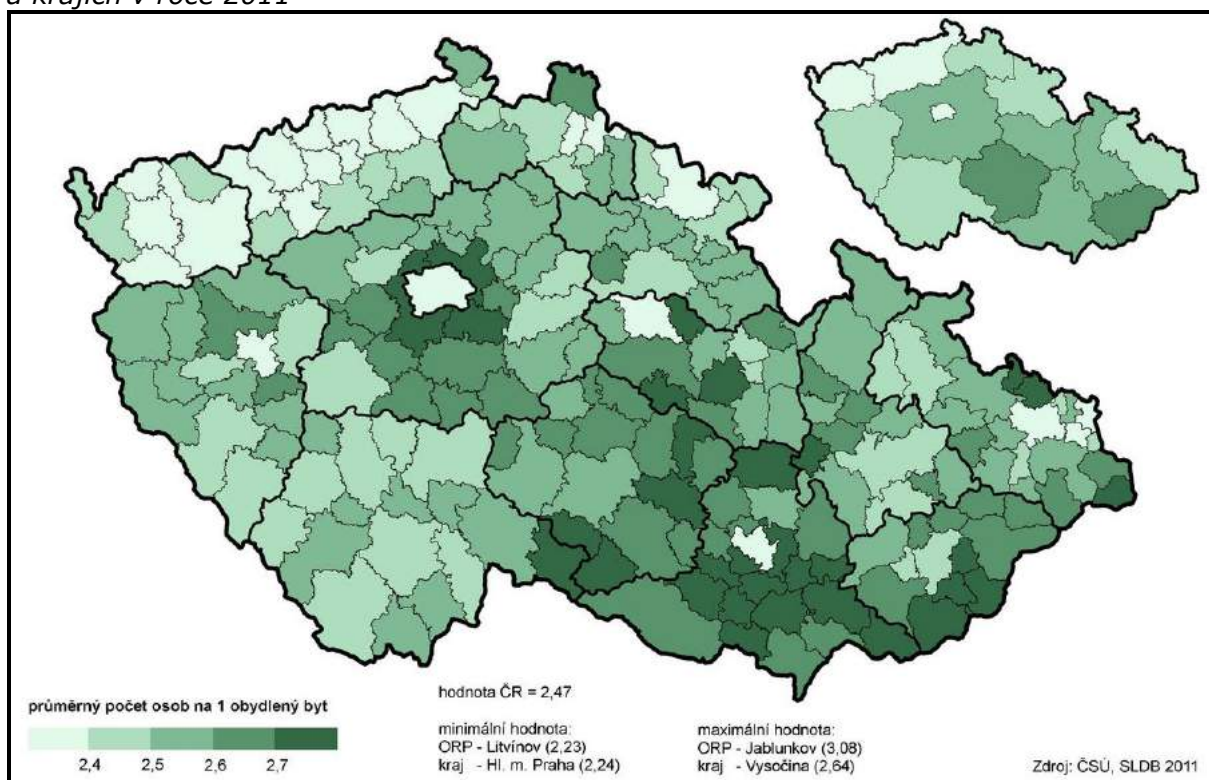 a krajích v roce 2011
průměrný počet osob na 1 obydlený byt
2,4 2,5 2,6 2,7
hodnota ČR = 2,47
minimální hodnota:
ORP - Litvínov (2,23)
kraj - Hl. m. Praha (2,24)
maximální hodnota:
ORP - Jablunkov (3,08)
kraj - Vysočina (2,64)
Zdroj: ČSÚ, SLDB 2011